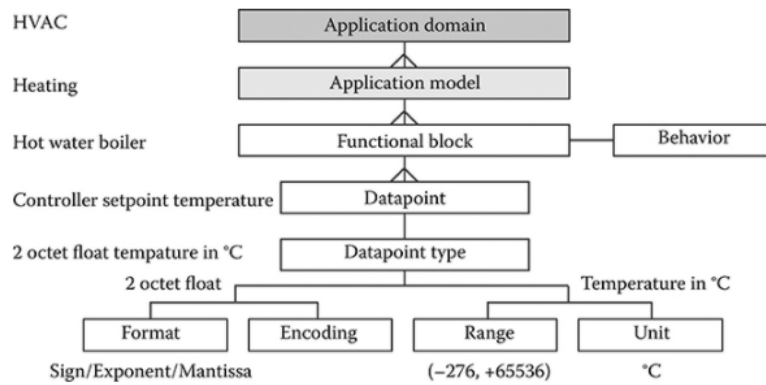 HVAC
Application domain
Heating
Application model
Hot water boiler
Functional block
Behavior
Controller setpoint temperature
Datapoint
2 octet float tempature in °C
Datapoint type
2 octet float
Temperature in °C
Format
Encoding
Range
Unit
Sign/Exponent/Mantissa
(−276, +65536)
°C